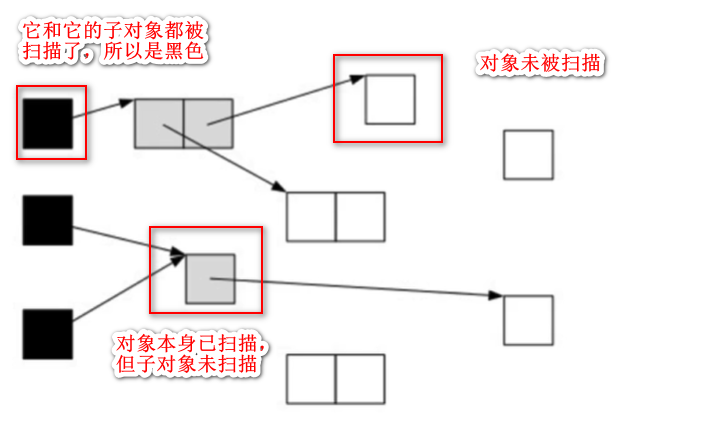 它和它的子对象都被
扫描了，所以是黑色
对象未被扫描
对象本身已扫描，
但子对象未扫描